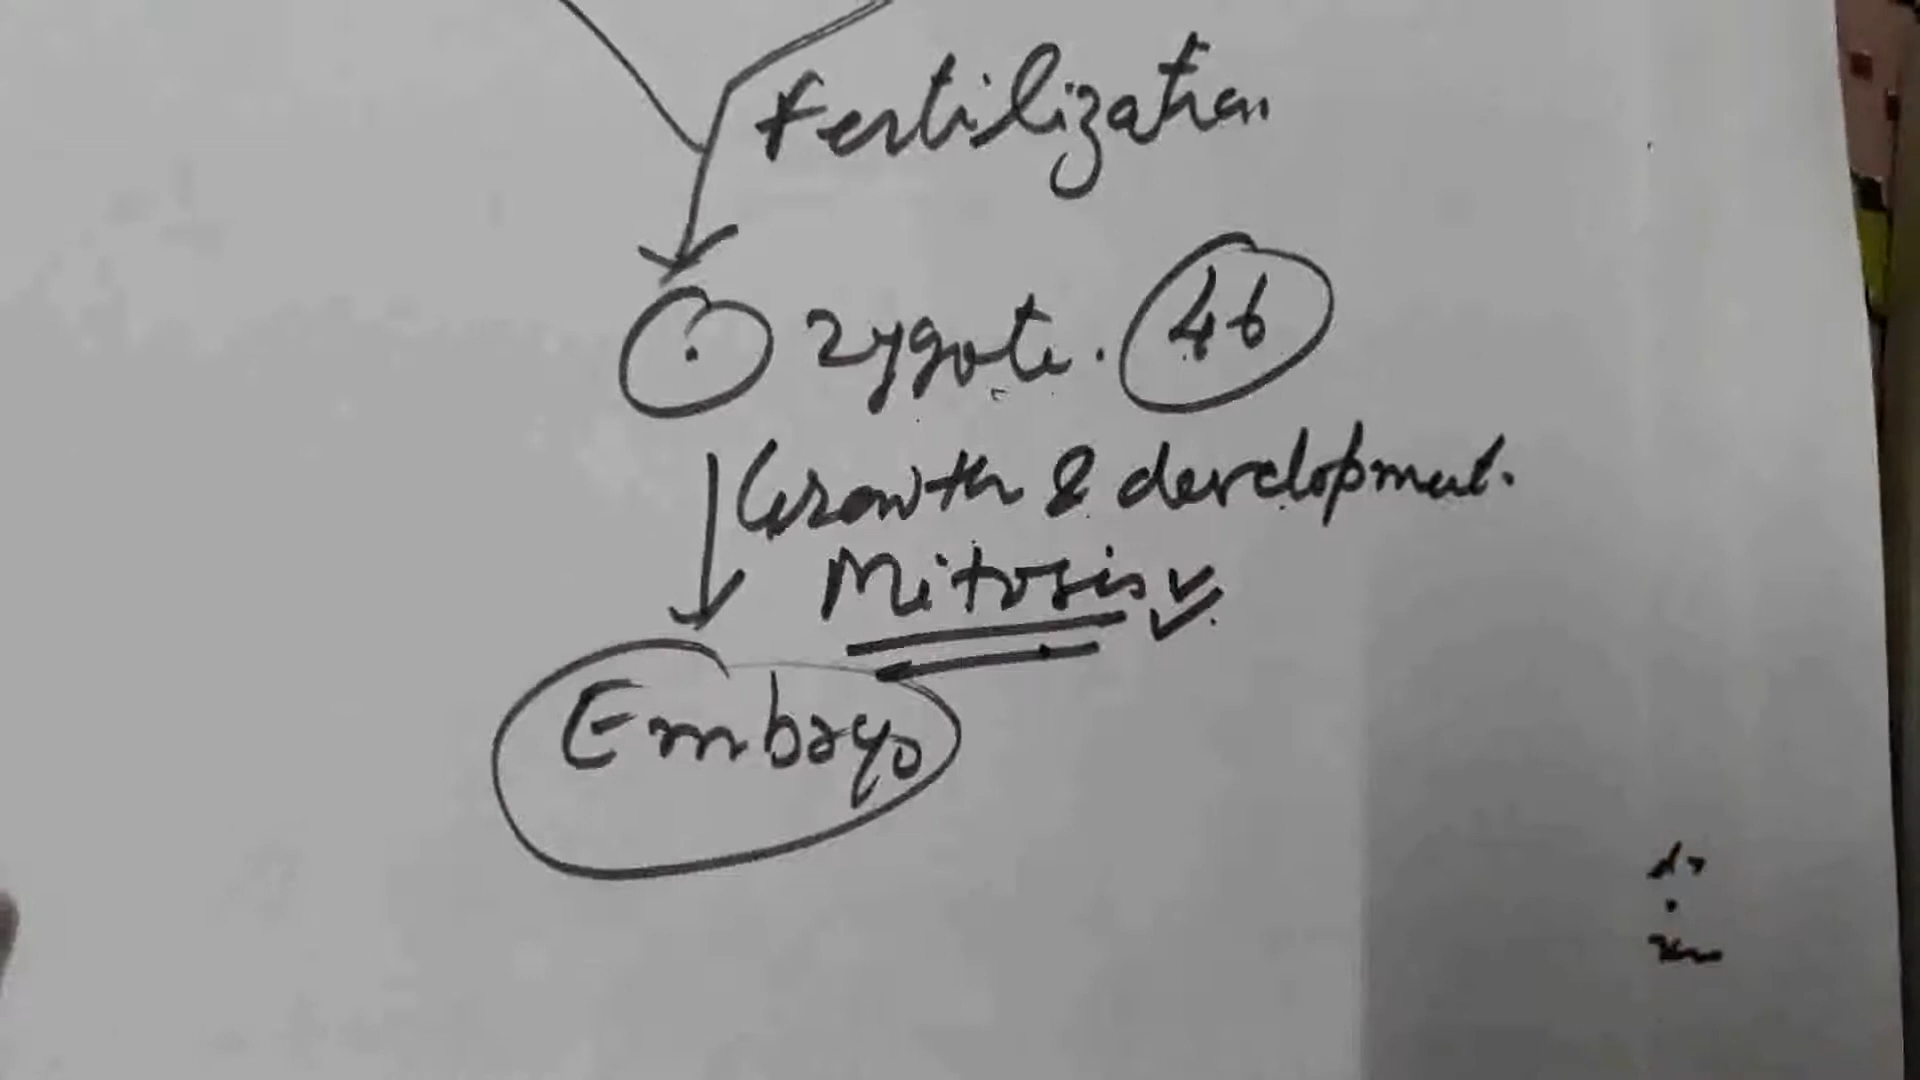 Fertilization
Zygote. 46
Growth & development.
Mitosis
Embryo